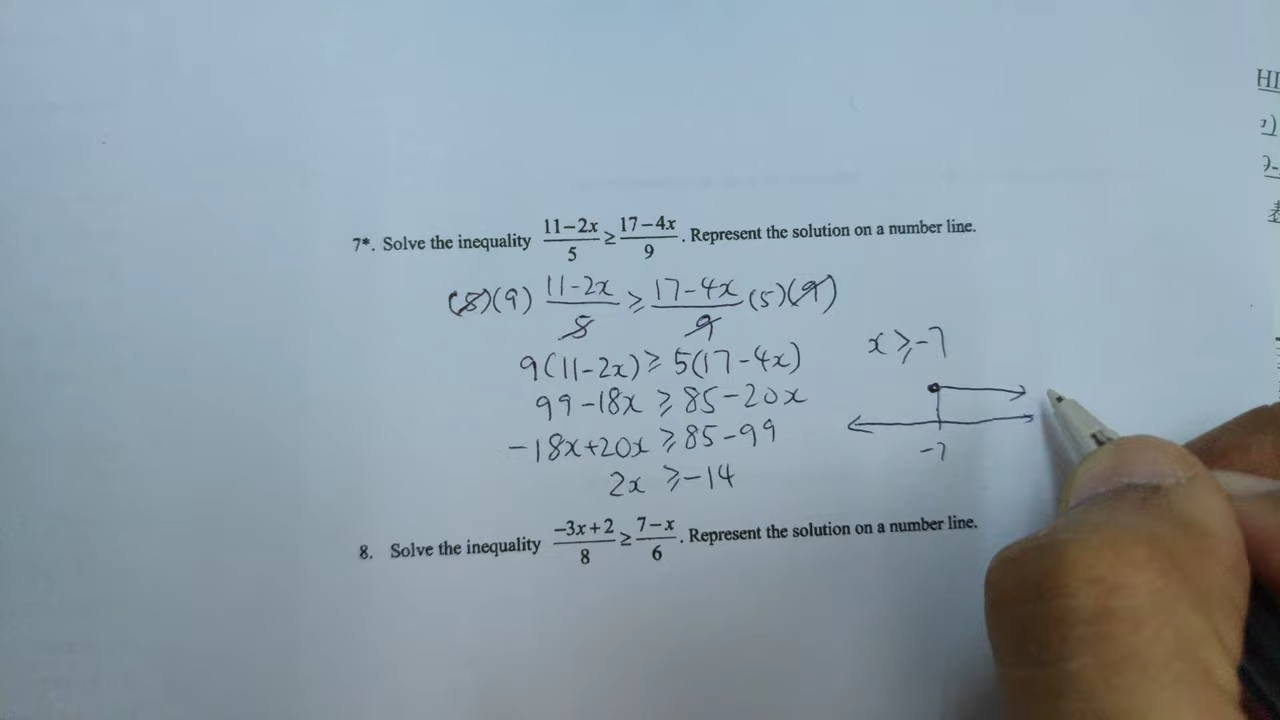 7*. Solve the inequality (11−2x)/5 ≥ (17−4x)/9. Represent the solution on a number line.
(5)(9) (11-2x)/5 ≥ (17-4x)/9 (5)(9)
9(11-2x) ≥ 5(17-4x)
99-18x ≥ 85-20x
-18x+20x ≥ 85-99
2x ≥ -14
x ≥ -7
-7
8. Solve the inequality (−3x+2)/8 ≥ (7−x)/6. Represent the solution on a number line.
HI